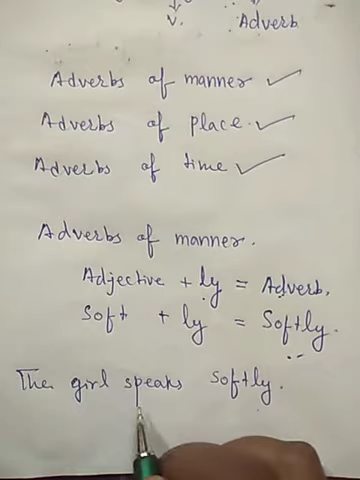 v. Adverb
Adverbs of manner
Adverbs of place.
Adverbs of time
Adverbs of manner.
Adjective + ly = Adverb.
Soft + ly = Softly.
The girl speaks softly.